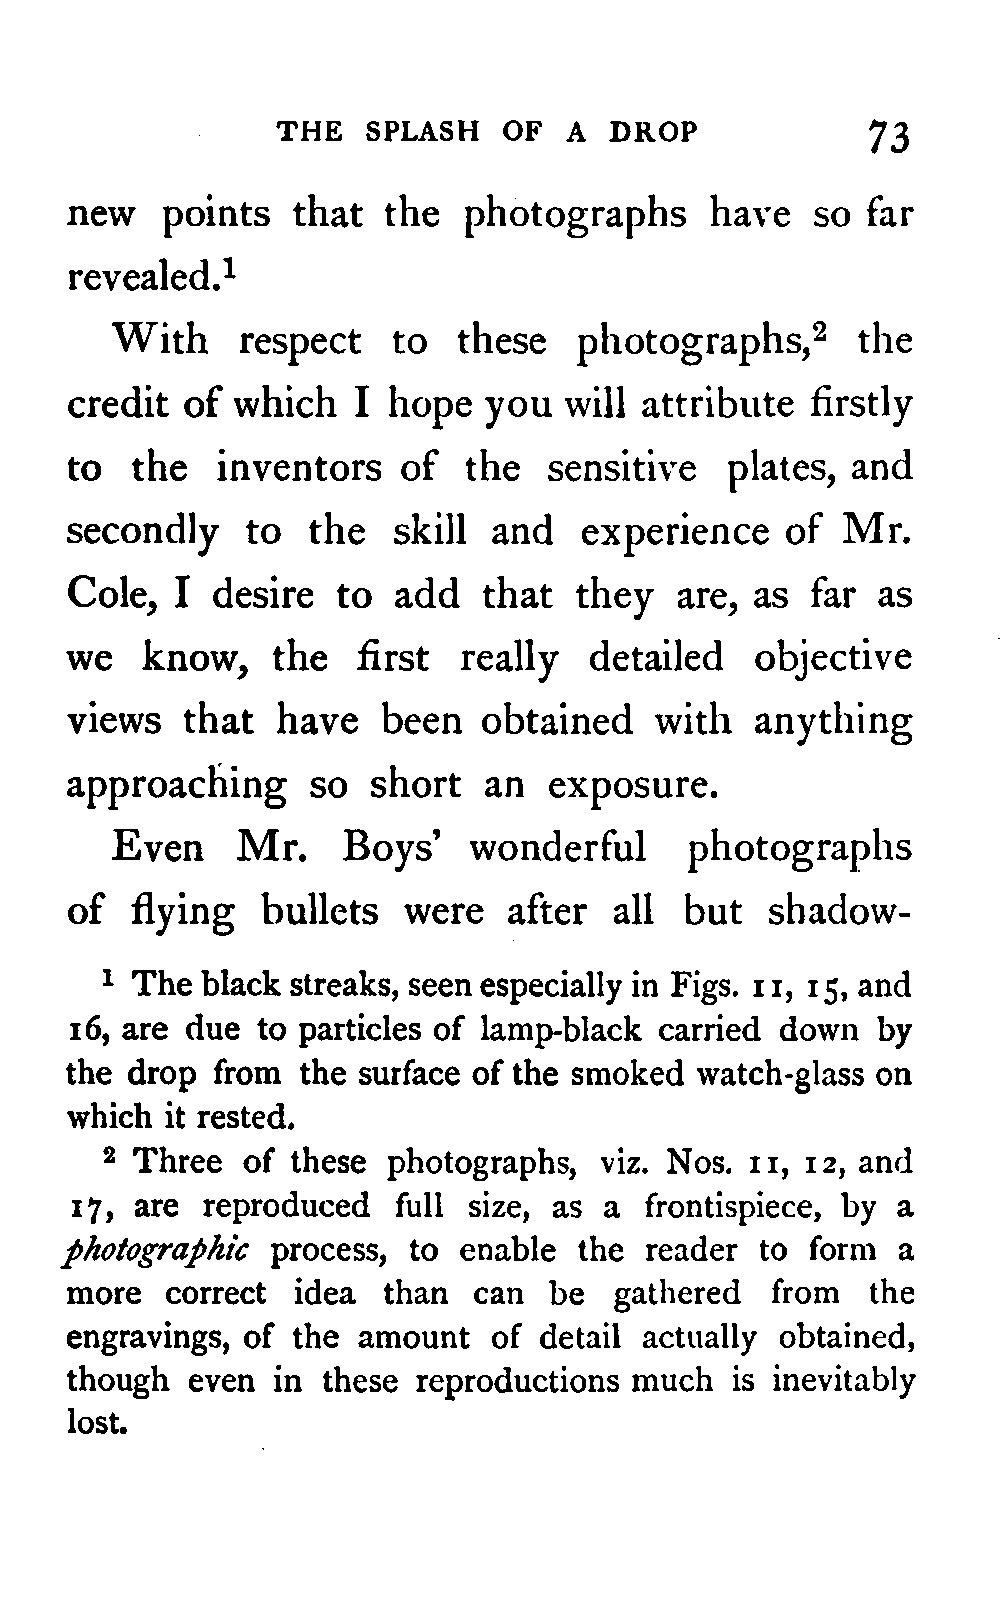 THE SPLASH OF A DROP 73
new points that the photographs have so far
revealed.¹
With respect to these photographs,² the
credit of which I hope you will attribute firstly
to the inventors of the sensitive plates, and
secondly to the skill and experience of Mr.
Cole, I desire to add that they are, as far as
we know, the first really detailed objective
views that have been obtained with anything
approaching so short an exposure.
Even Mr. Boys’ wonderful photographs
of flying bullets were after all but shadow-
¹ The black streaks, seen especially in Figs. 11, 15, and
16, are due to particles of lamp-black carried down by
the drop from the surface of the smoked watch-glass on
which it rested.
² Three of these photographs, viz. Nos. 11, 12, and
17, are reproduced full size, as a frontispiece, by a
photographic process, to enable the reader to form a
more correct idea than can be gathered from the
engravings, of the amount of detail actually obtained,
though even in these reproductions much is inevitably
lost.